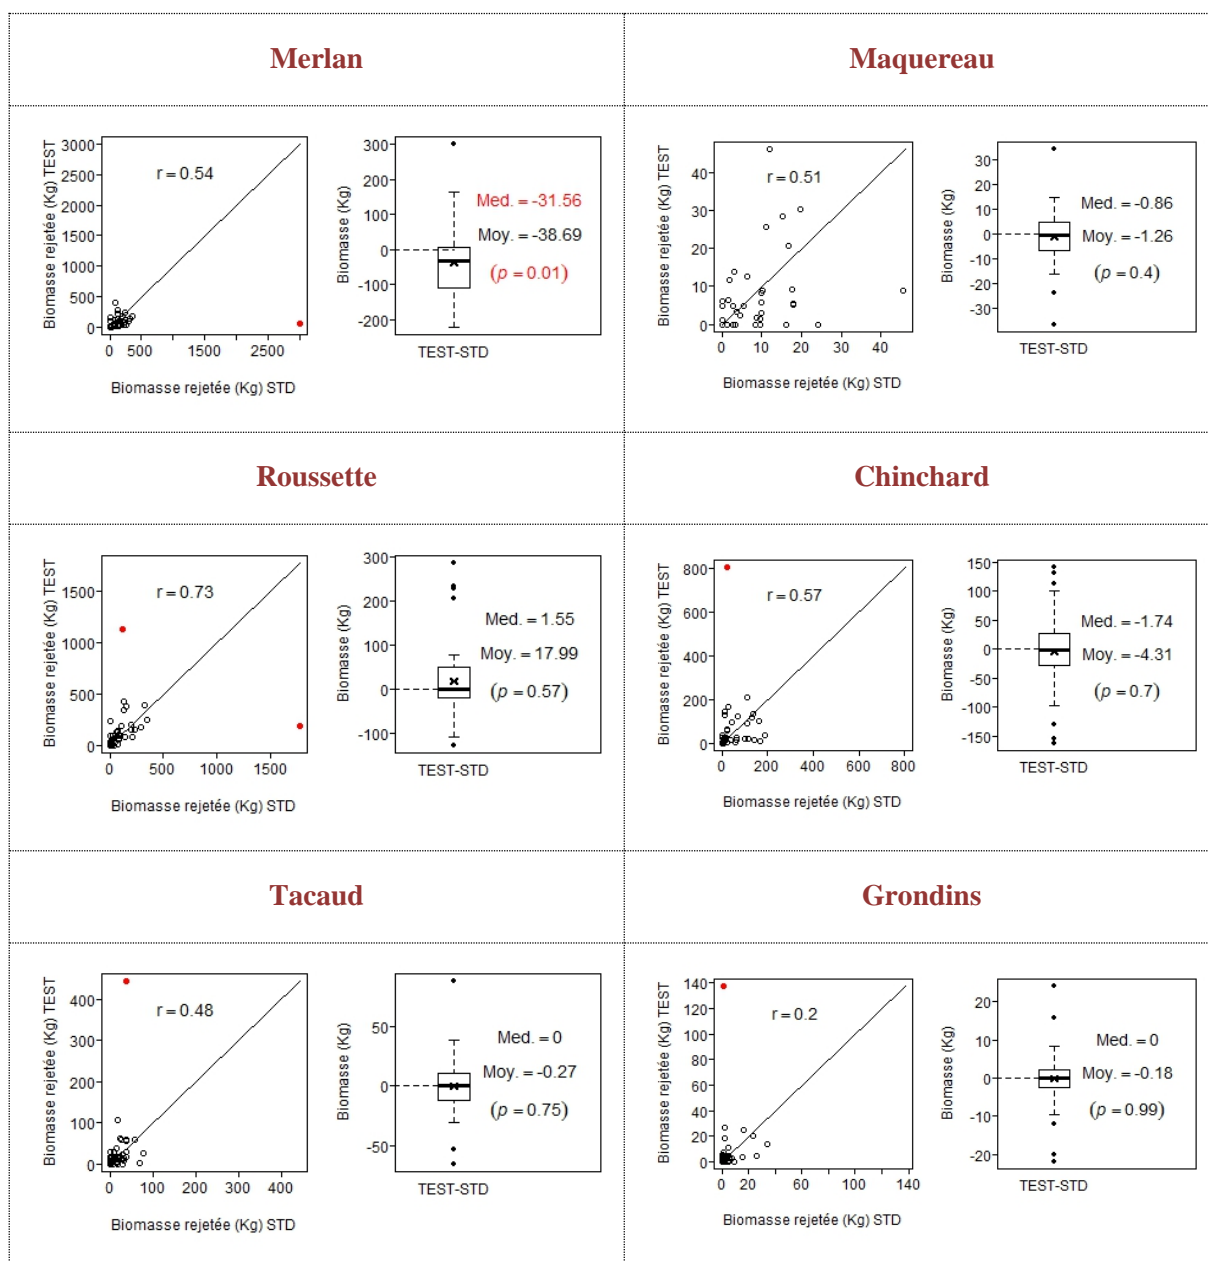 Merlan
Maquereau
Biomasse rejetée (Kg) TEST
3000
2500
2000
1500
1000
500
0
r = 0.54
0 500 1500 2500
Biomasse rejetée (Kg) STD
Biomasse (Kg)
300
200
100
0
-100
-200
Med. = -31.56
Moy. = -38.69
(p = 0.01)
TEST-STD
Biomasse rejetée (Kg) TEST
40
30
20
10
0
r = 0.51
0 10 20 40
Biomasse rejetée (Kg) STD
Biomasse (Kg)
30
20
10
0
-10
-20
-30
Med. = -0.86
Moy. = -1.26
(p = 0.4)
TEST-STD
Roussette
Chinchard
Biomasse rejetée (Kg) TEST
1500
1000
500
0
r = 0.73
0 500 1000 1500
Biomasse rejetée (Kg) STD
Biomasse (Kg)
300
200
100
0
-100
Med. = 1.55
Moy. = 17.99
(p = 0.57)
TEST-STD
Biomasse rejetée (Kg) TEST
800
600
400
200
0
r = 0.57
0 200 400 600 800
Biomasse rejetée (Kg) STD
Biomasse (Kg)
150
100
50
0
-50
-100
-150
Med. = -1.74
Moy. = -4.31
(p = 0.7)
TEST-STD
Tacaud
Grondins
Biomasse rejetée (Kg) TEST
400
300
200
100
0
r = 0.48
0 100 200 300 400
Biomasse rejetée (Kg) STD
Biomasse (Kg)
50
0
-50
Med. = 0
Moy. = -0.27
(p = 0.75)
TEST-STD
Biomasse rejetée (Kg) TEST
140
120
100
80
60
40
20
0
r = 0.2
0 20 60 100 140
Biomasse rejetée (Kg) STD
Biomasse (Kg)
20
10
0
-10
-20
Med. = 0
Moy. = -0.18
(p = 0.99)
TEST-STD